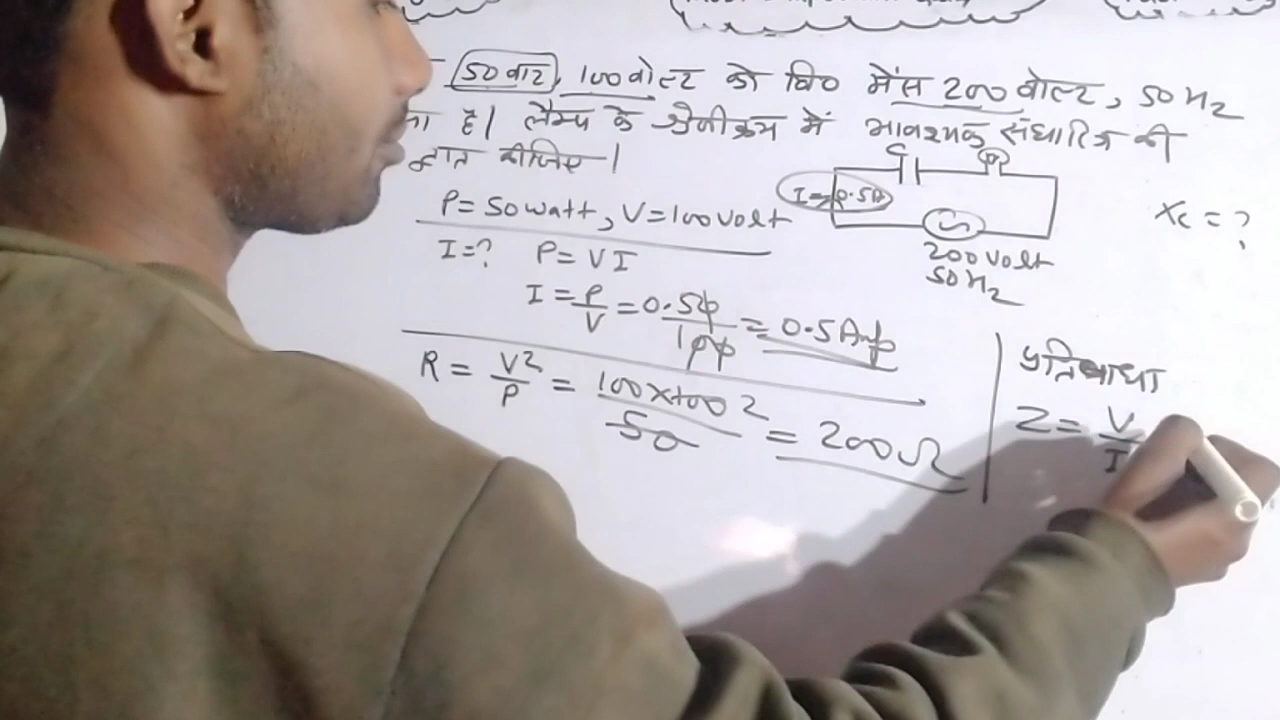 50 वाट, 100 वोल्ट को वि० मेंस 200 वोल्ट, 50 Hz
है। लैम्प के श्रेणीक्रम में आवश्यक संधारित्र की
ज्ञात कीजिए।
C
I = 0.5A
200 volt
50 Hz
Xc = ?
P = 50 watt, V = 100 volt
I = ? P = VI
I = P/V = 0.50/100 = 0.5 Amp
R = V²/P = 100×100 2/50 = 200 Ω
प्रतिबाधा
Z = V/I